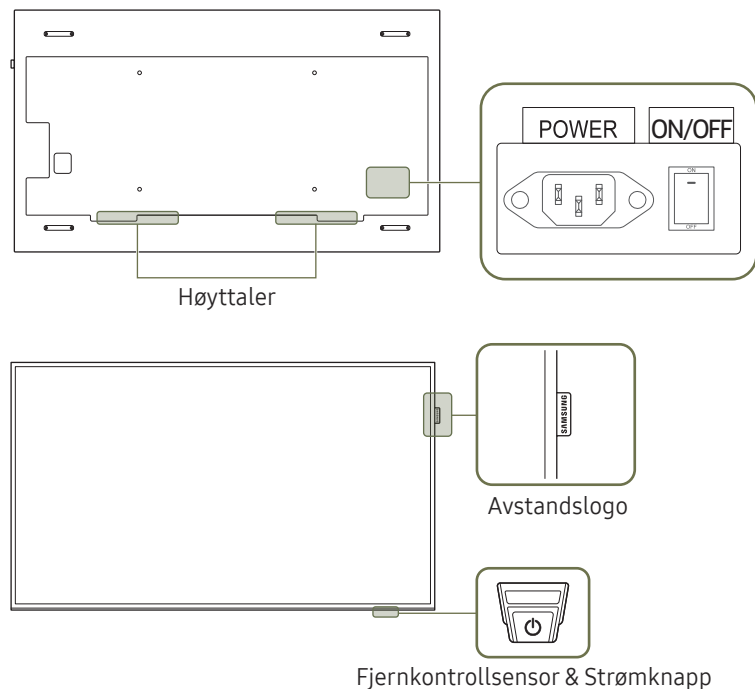 POWER
ON/OFF
ON
OFF
Høyttaler
SAMSUNG
Avstandslogo
Fjernkontrollsensor & Strømknapp